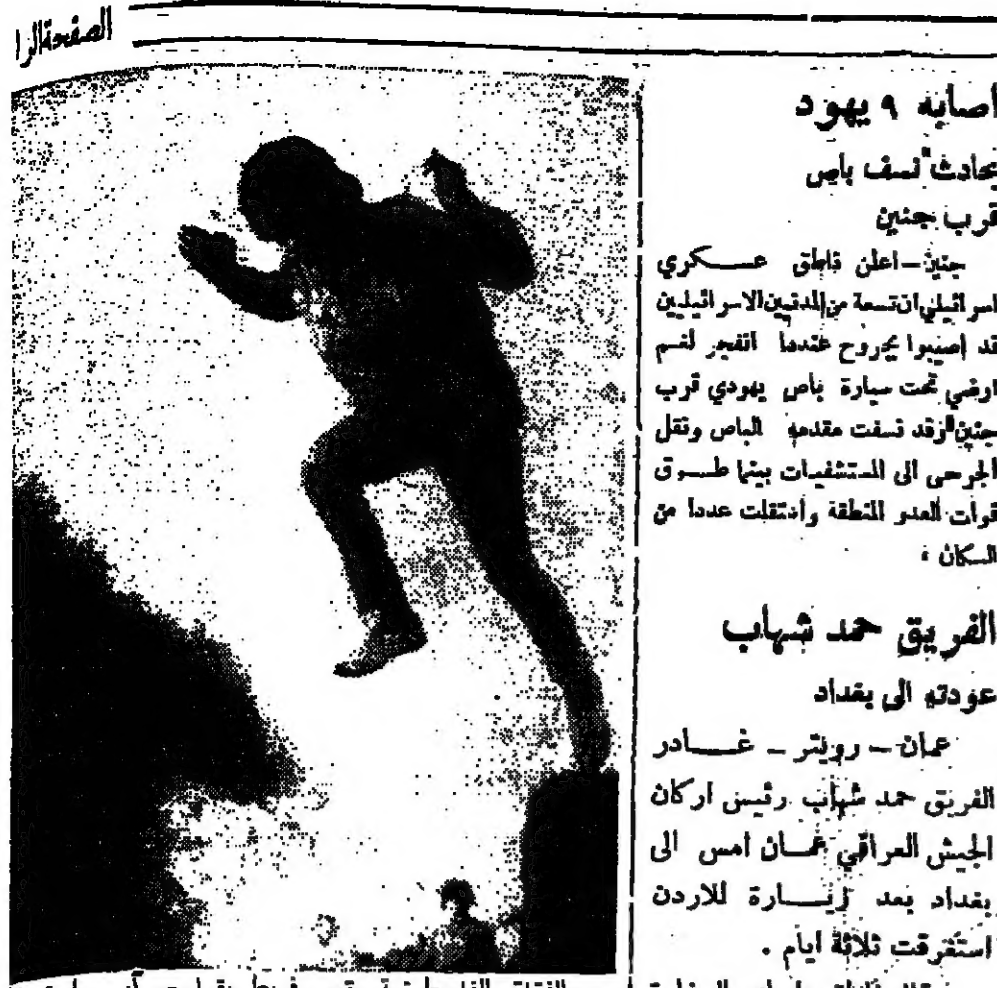 الصفحة الرا
اصابه ٩ يهود
بحادث نسف باص
قرب جنين
جنين – اعلن ناطق عسكري
اسرائيلي ان تسعة من المدنيين الاسرائيليين
قد اصيبوا بجروح عندما انفجر لغم
ارضي تحت سيارة باص يهودي قرب
جنين وقد نسفت مقدمه الباص ونقل
الجرحى الى المستشفيات بينما طوق
قوات العدو المنطقة واعتقلت عددا من
السكان .
الفريق حمد شهاب
عودته الى بغداد
عمان – رويتر – غادر
الفريق حمد شهاب رئيس اركان
الجيش العراقي عمان امس الى
بغداد بعد زيارة للاردن
استغرقت ثلاثة ايام .